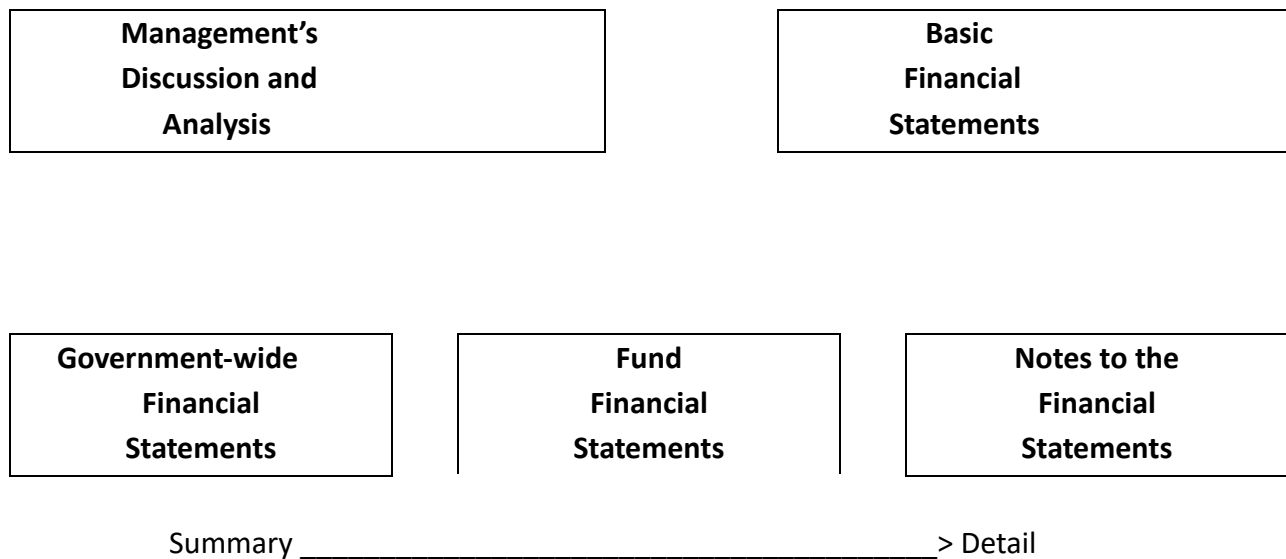 Management’s
Discussion and
Analysis
Basic
Financial
Statements
Government-wide
Financial
Statements
Fund
Financial
Statements
Notes to the
Financial
Statements
Summary ______________________________________> Detail